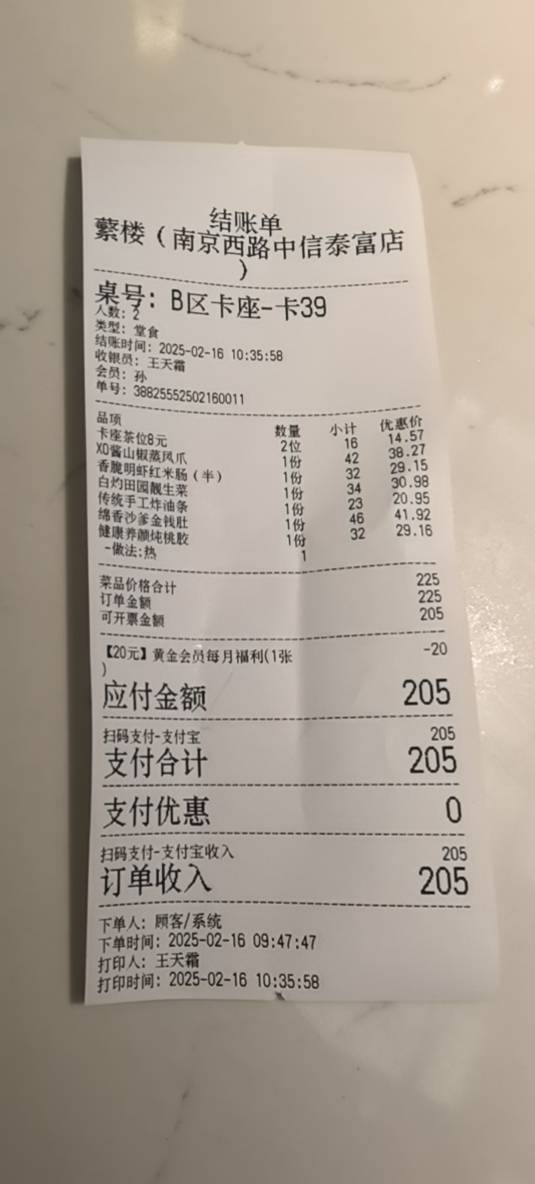 结账单
蘩楼（南京西路中信泰富店
）
桌号: B区卡座-卡39
人数: 2
类型: 堂食
结账时间: 2025-02-16 10:35:58
收银员: 王天霜
会员: 孙
单号: 38825552502160011
品项 数量 小计 优惠价
卡座茶位8元 2位 16 14.57
XO酱山椒蒸凤爪 1份 42 38.27
香脆明虾红米肠（半） 1份 32 29.15
白灼田园靓生菜 1份 34 30.98
传统手工炸油条 1份 23 20.95
绵香沙爹金钱肚 1份 46 41.92
健康养颜炖桃胶 1份 32 29.16
-做法:热 1
菜品价格合计 225
订单金额 225
可开票金额 205
【20元】黄金会员每月福利(1张 -20
)
应付金额 205
扫码支付-支付宝 205
支付合计 205
支付优惠 0
扫码支付-支付宝收入 205
订单收入 205
下单人: 顾客/系统
下单时间: 2025-02-16 09:47:47
打印人: 王天霜
打印时间: 2025-02-16 10:35:58